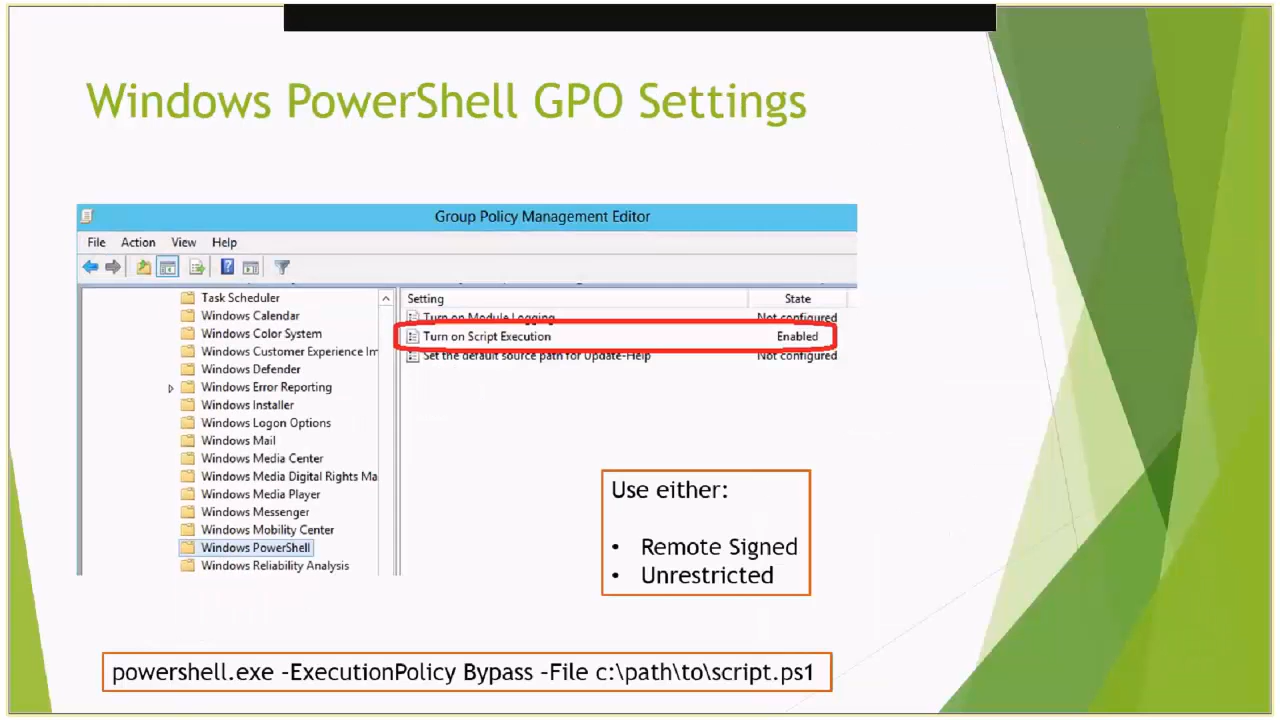 Windows PowerShell GPO Settings
Group Policy Management Editor
File Action View Help
Task Scheduler
Windows Calendar
Windows Color System
Windows Customer Experience Im
Windows Defender
Windows Error Reporting
Windows Installer
Windows Logon Options
Windows Mail
Windows Media Center
Windows Media Digital Rights Ma
Windows Media Player
Windows Messenger
Windows Mobility Center
Windows PowerShell
Windows Reliability Analysis
Setting State
Turn on Module Logging Not configured
Turn on Script Execution Enabled
Set the default source path for Update-Help Not configured
Use either:
• Remote Signed
• Unrestricted
powershell.exe –ExecutionPolicy Bypass –File c:\path\to\script.ps1